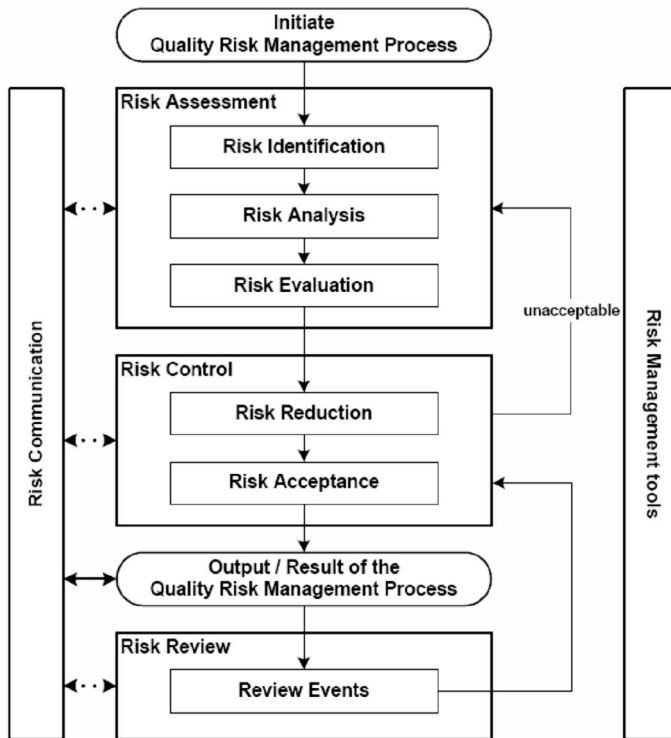 Initiate
Quality Risk Management Process
Risk Assessment
Risk Identification
Risk Analysis
Risk Evaluation
unacceptable
Risk Control
Risk Reduction
Risk Acceptance
Output / Result of the
Quality Risk Management Process
Risk Review
Review Events
Risk Communication
Risk Management tools